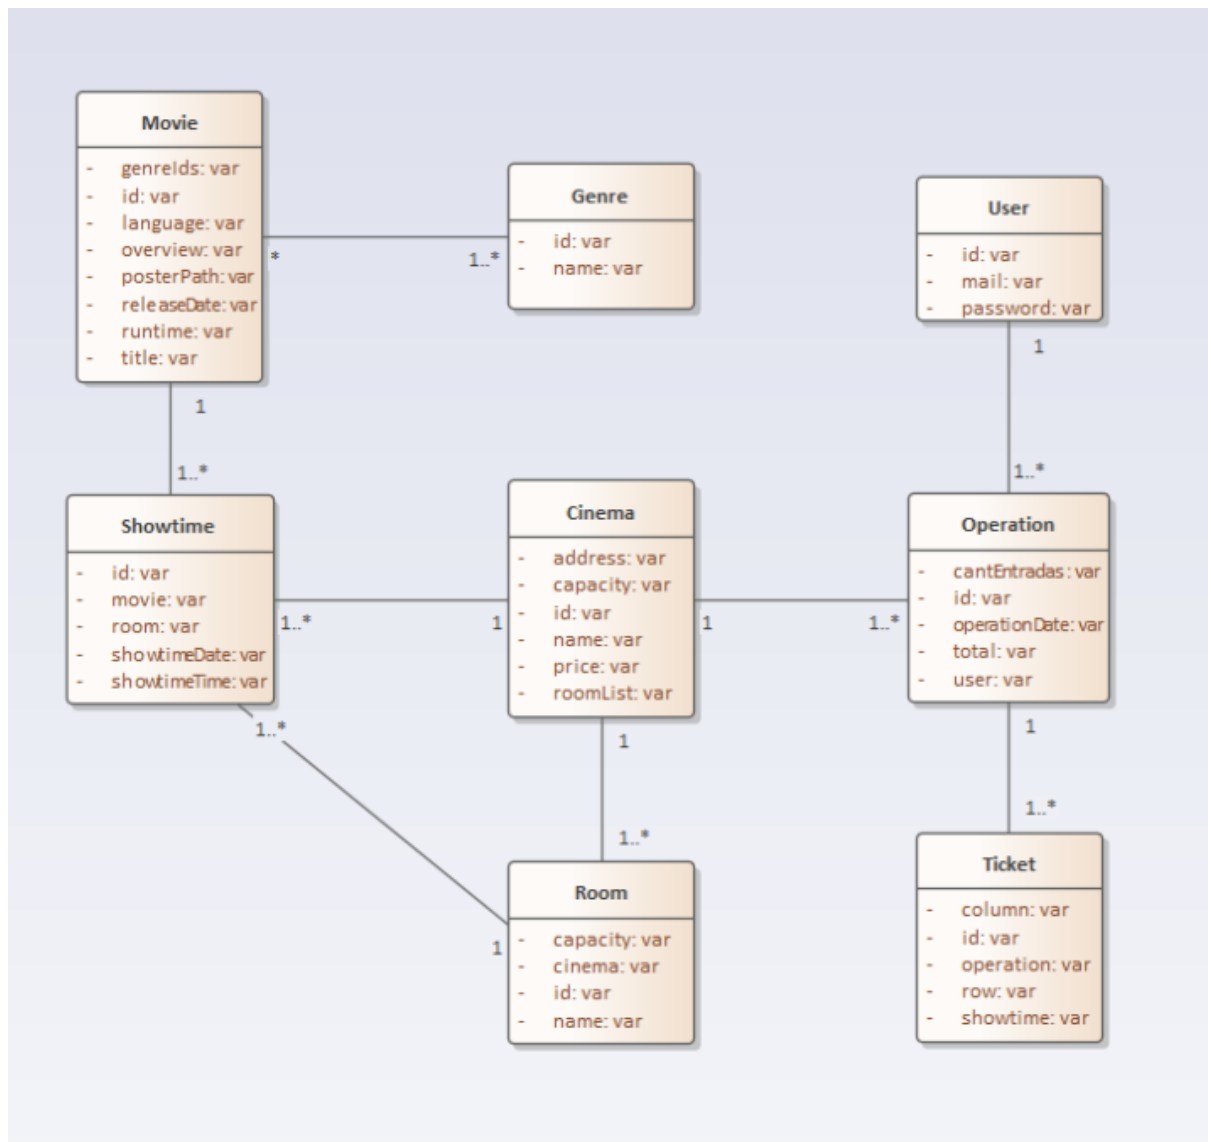 Movie
- genreIds: var
- id: var
- language: var
- overview: var
- posterPath: var
- releaseDate: var
- runtime: var
- title: var
*
1..*
Genre
- id: var
- name: var
User
- id: var
- mail: var
- password: var
1
1..*
1
1..*
Showtime
- id: var
- movie: var
- room: var
- showtimeDate: var
- showtimeTime: var
1..*
1
Cinema
- address: var
- capacity: var
- id: var
- name: var
- price: var
- roomList: var
1
1..*
Operation
- cantEntradas: var
- id: var
- operationDate: var
- total: var
- user: var
1..*
1
1
1..*
Room
- capacity: var
- cinema: var
- id: var
- name: var
1
1..*
Ticket
- column: var
- id: var
- operation: var
- row: var
- showtime: var